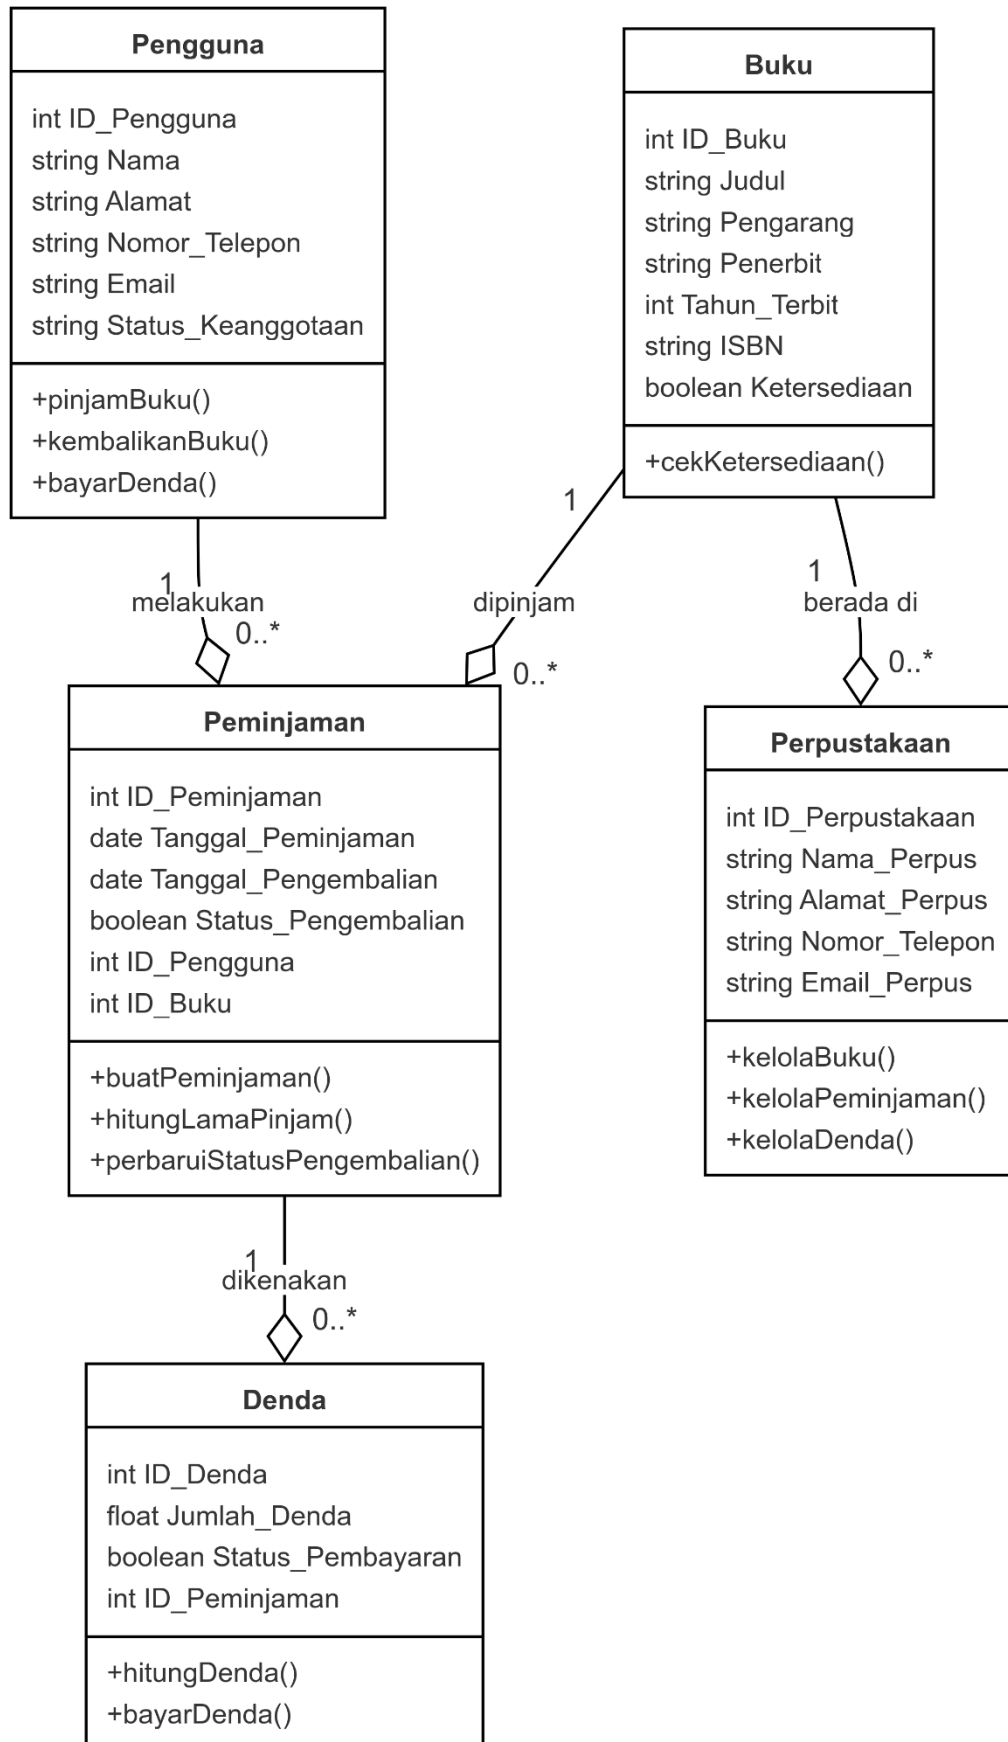 Pengguna
int ID_Pengguna
string Nama
string Alamat
string Nomor_Telepon
string Email
string Status_Keanggotaan
+pinjamBuku()
+kembalikanBuku()
+bayarDenda()
Buku
int ID_Buku
string Judul
string Pengarang
string Penerbit
int Tahun_Terbit
string ISBN
boolean Ketersediaan
+cekKetersediaan()
1
melakukan
0..*
1
dipinjam
0..*
1
berada di
0..*
Peminjaman
int ID_Peminjaman
date Tanggal_Peminjaman
date Tanggal_Pengembalian
boolean Status_Pengembalian
int ID_Pengguna
int ID_Buku
+buatPeminjaman()
+hitungLamaPinjam()
+perbaruiStatusPengembalian()
Perpustakaan
int ID_Perpustakaan
string Nama_Perpus
string Alamat_Perpus
string Nomor_Telepon
string Email_Perpus
+kelolaBuku()
+kelolaPeminjaman()
+kelolaDenda()
1
dikenakan
0..*
Denda
int ID_Denda
float Jumlah_Denda
boolean Status_Pembayaran
int ID_Peminjaman
+hitungDenda()
+bayarDenda()